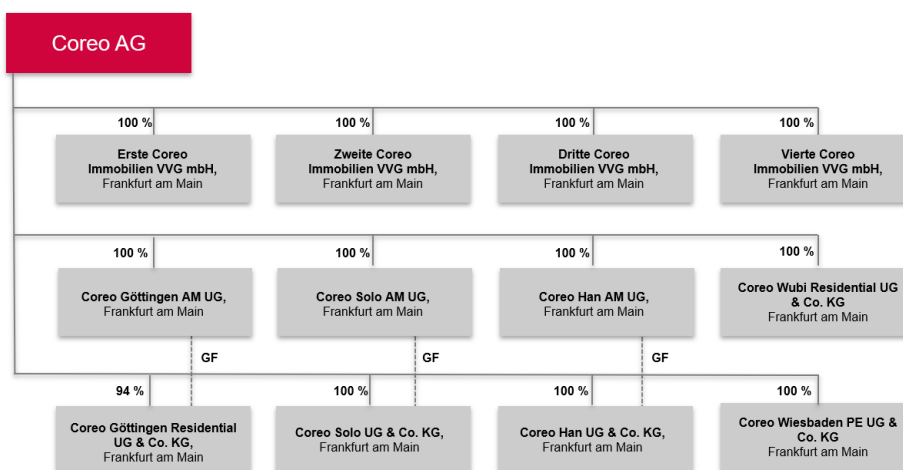 Coreo AG
100 %
100 %
100 %
100 %
Erste Coreo
Immobilien VVG mbH,
Frankfurt am Main
Zweite Coreo
Immobilien VVG mbH,
Frankfurt am Main
Dritte Coreo
Immobilien VVG mbH,
Frankfurt am Main
Vierte Coreo
Immobilien VVG mbH,
Frankfurt am Main
100 %
100 %
100 %
100 %
Coreo Göttingen AM UG,
Frankfurt am Main
Coreo Solo AM UG,
Frankfurt am Main
Coreo Han AM UG,
Frankfurt am Main
Coreo Wubi Residential UG
& Co. KG
Frankfurt am Main
GF
GF
GF
94 %
100 %
100 %
100 %
Coreo Göttingen Residential
UG & Co. KG,
Frankfurt am Main
Coreo Solo UG & Co. KG,
Frankfurt am Main
Coreo Han UG & Co. KG,
Frankfurt am Main
Coreo Wiesbaden PE UG &
Co. KG
Frankfurt am Main